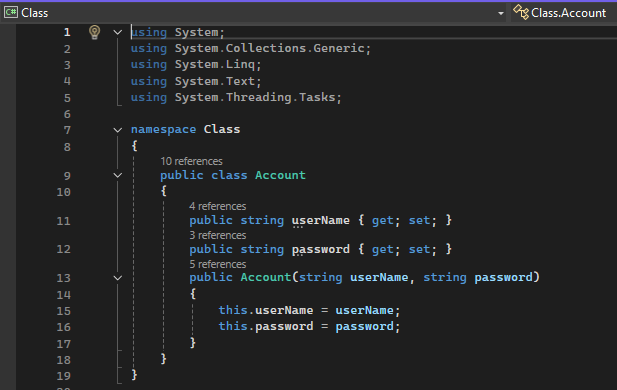 C# Class Class.Account
1 using System;
2 using System.Collections.Generic;
3 using System.Linq;
4 using System.Text;
5 using System.Threading.Tasks;
6
7 namespace Class
8 {
10 references
9 public class Account
10 {
4 references
11 public string userName { get; set; }
3 references
12 public string password { get; set; }
5 references
13 public Account(string userName, string password)
14 {
15 this.userName = userName;
16 this.password = password;
17 }
18 }
19 }